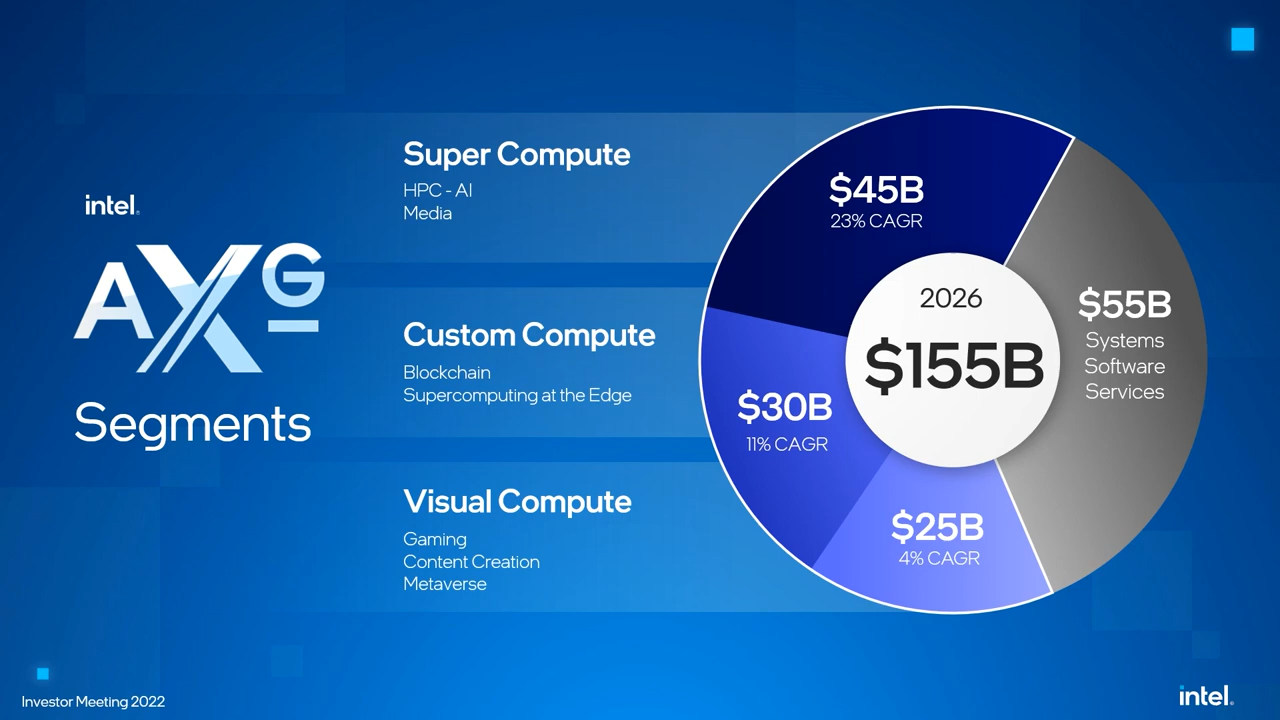 intel.
AXG
Segments
Super Compute
HPC - AI
Media
Custom Compute
Blockchain
Supercomputing at the Edge
Visual Compute
Gaming
Content Creation
Metaverse
$45B
23% CAGR
$30B
11% CAGR
$25B
4% CAGR
2026
$155B
$55B
Systems
Software
Services
Investor Meeting 2022
intel.